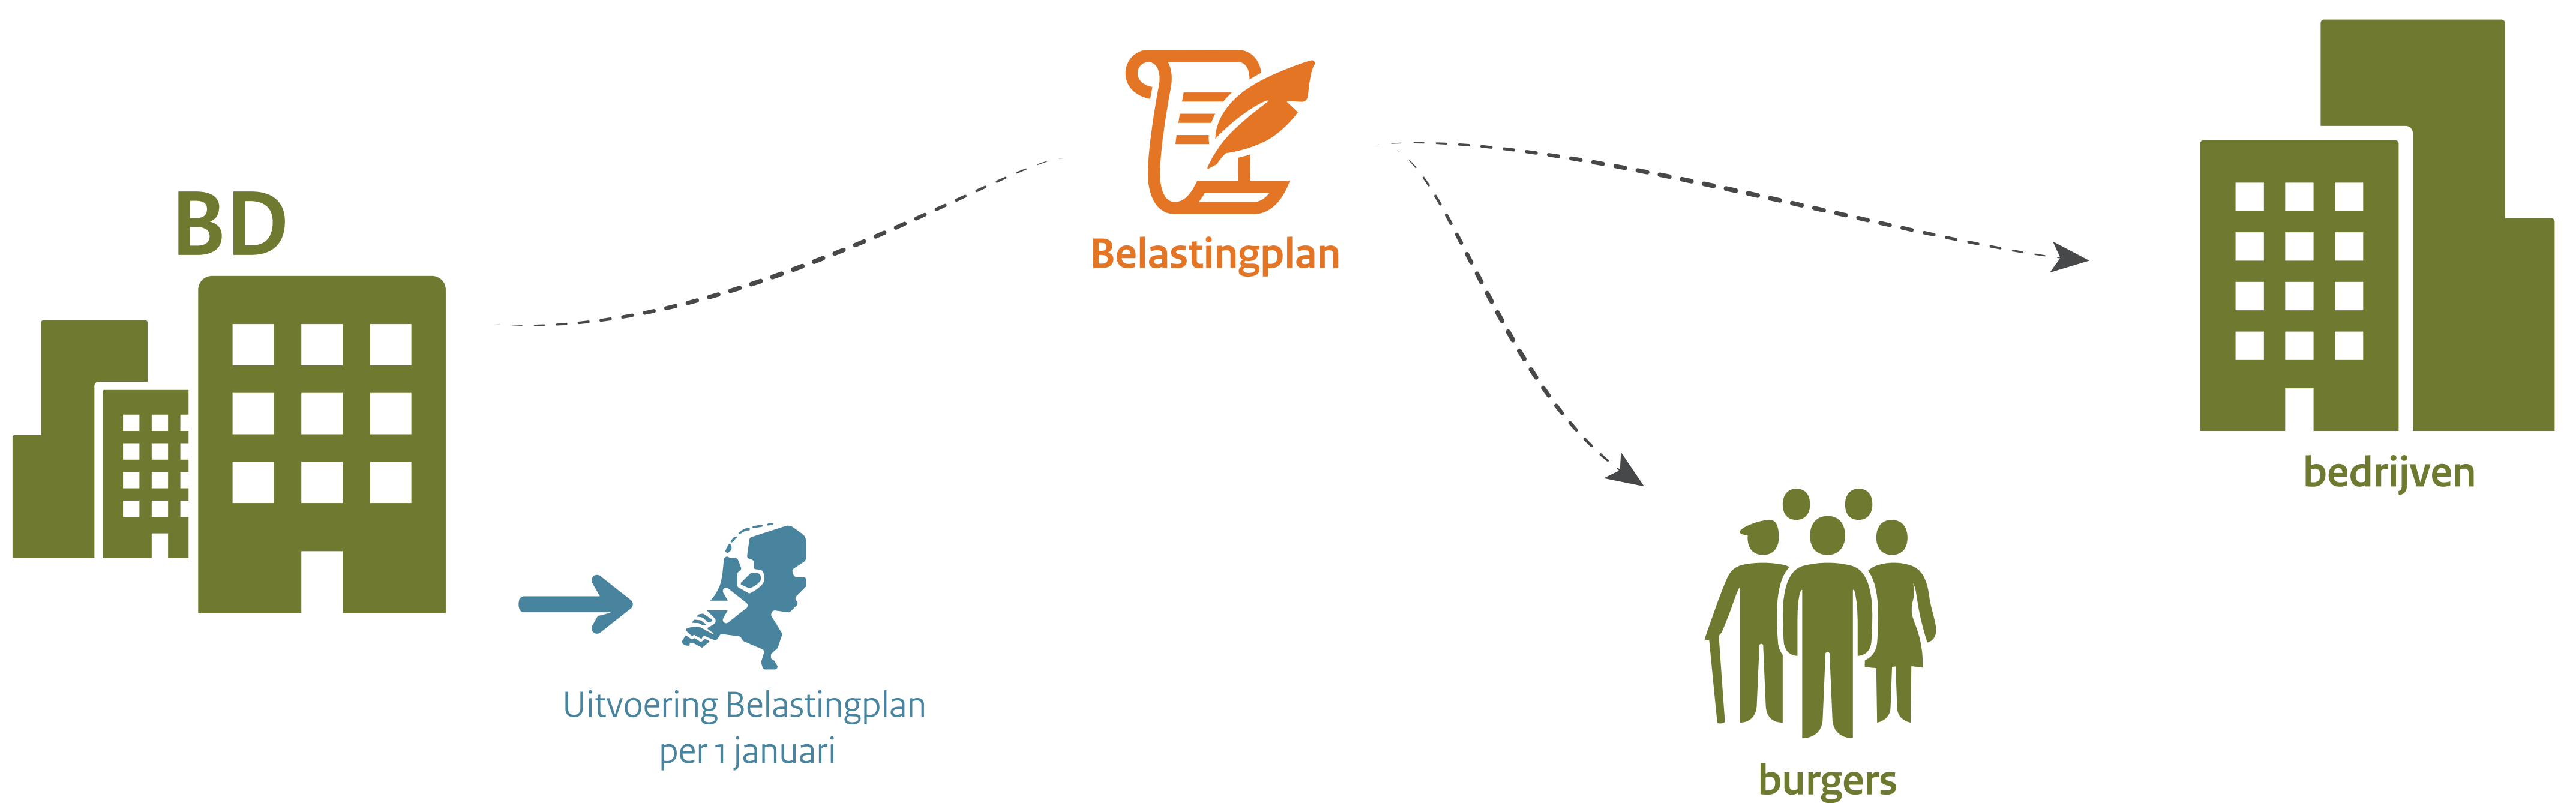 BD
Belastingplan
bedrijven
Uitvoering Belastingplan
per 1 januari
burgers